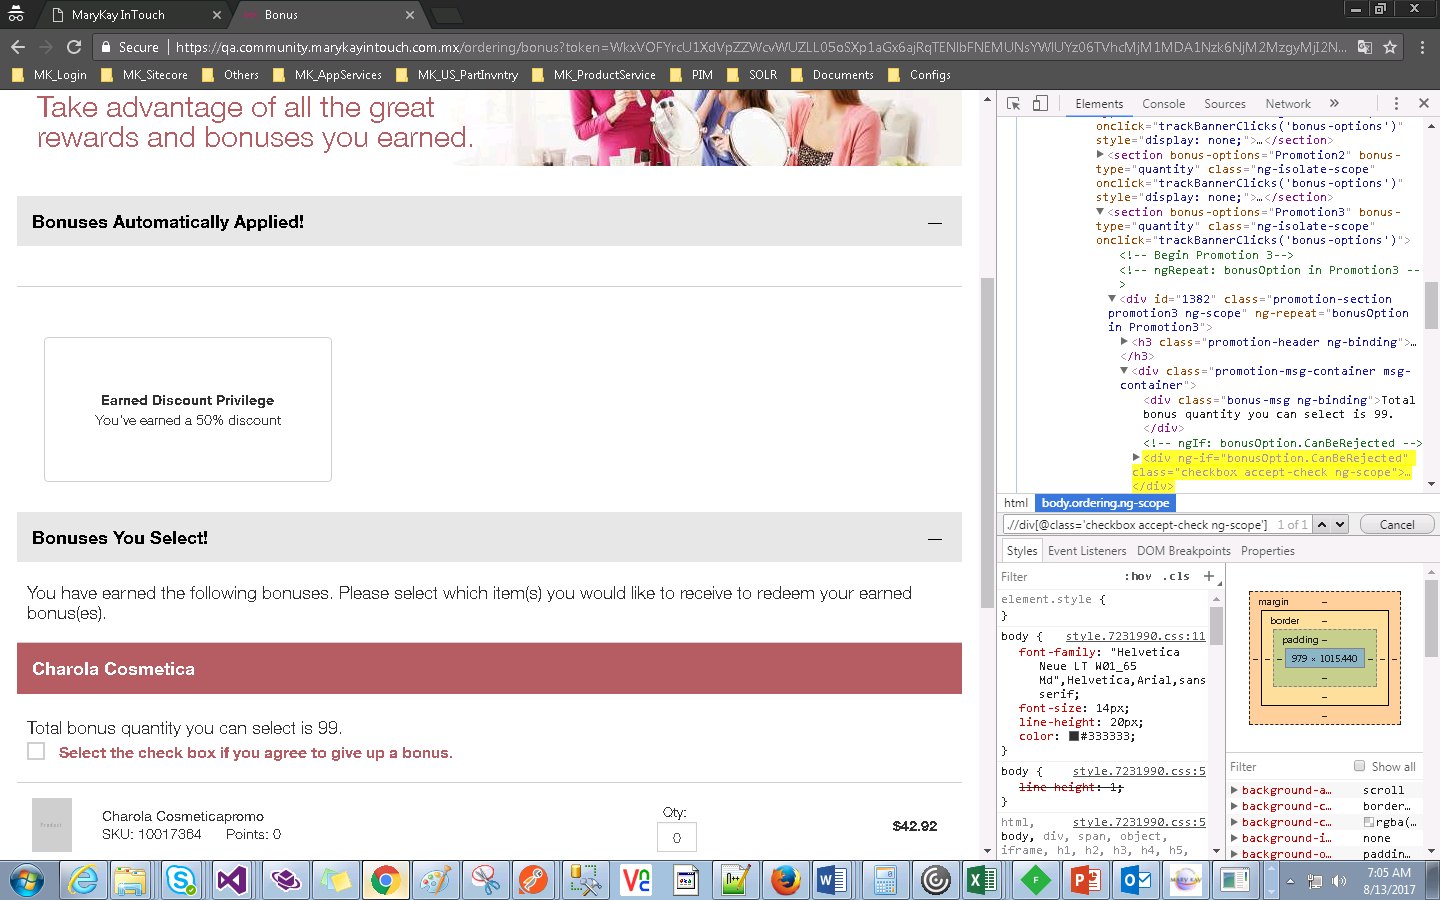 MaryKay InTouch
Bonus
Secure
MK_Login
MK_Sitecore
Others
MK_AppServices
MK_US_PartInvntry
MK_ProductService
PIM
SOLR
Documents
Configs
Take advantage of all the great
rewards and bonuses you earned.
Bonuses Automatically Applied!
Earned Discount Privilege
You've earned a 50% discount
Bonuses You Select!
You have earned the following bonuses. Please select which item(s) you would like to receive to redeem your earned
bonus(es).
Charola Cosmetica
Total bonus quantity you can select is 99.
Select the check box if you agree to give up a bonus.
Product
Charola Cosmeticapromo
SKU: 10017364 Points: 0
Qty:
0
$42.92
Elements Console Sources Network
onclick="trackBannerClicks('bonus-options')"
style="display: none;">…</section>
<section bonus-options="Promotion2" bonus-
type="quantity" class="ng-isolate-scope"
onclick="trackBannerClicks('bonus-options')"
style="display: none;">…</section>
<section bonus-options="Promotion3" bonus-
type="quantity" class="ng-isolate-scope"
onclick="trackBannerClicks('bonus-options')">
<!-- Begin Promotion 3-->
<!-- ngRepeat: bonusOption in Promotion3 --
>
<div id="1382" class="promotion-section
promotion3 ng-scope" ng-repeat="bonusOption
in Promotion3">
<h3 class="promotion-header ng-binding">…
</h3>
<div class="promotion-msg-container msg-
container">
<div class="bonus-msg ng-binding">Total
bonus quantity you can select is 99.
</div>
<!-- ngIf: bonusOption.CanBeRejected -->
<div ng-if="bonusOption.CanBeRejected"
class="checkbox accept-check ng-scope">…
</div>
html body.ordering.ng-scope
.//div[@class='checkbox accept-check ng-scope'] 1 of 1 Cancel
Styles Event Listeners DOM Breakpoints Properties
Filter :hov .cls +
element.style {
}
body { style.7231990.css:11
font-family: "Helvetica
Neue LT W01_65
Md",Helvetica,Arial,sans
serif;
font-size: 14px;
line-height: 20px;
color: #333333;
}
body { style.7231990.css:5
line-height: 1;
}
html, style.7231990.css:5
body, div, span, object,
iframe, h1, h2, h3, h4, h5,
margin –
border –
padding –
979 × 1015.440
Filter Show all
background-a… scroll
background-c… border…
background-c… rgba(…
background-i… none
background-o… paddin…
7:05 AM
8/13/2017